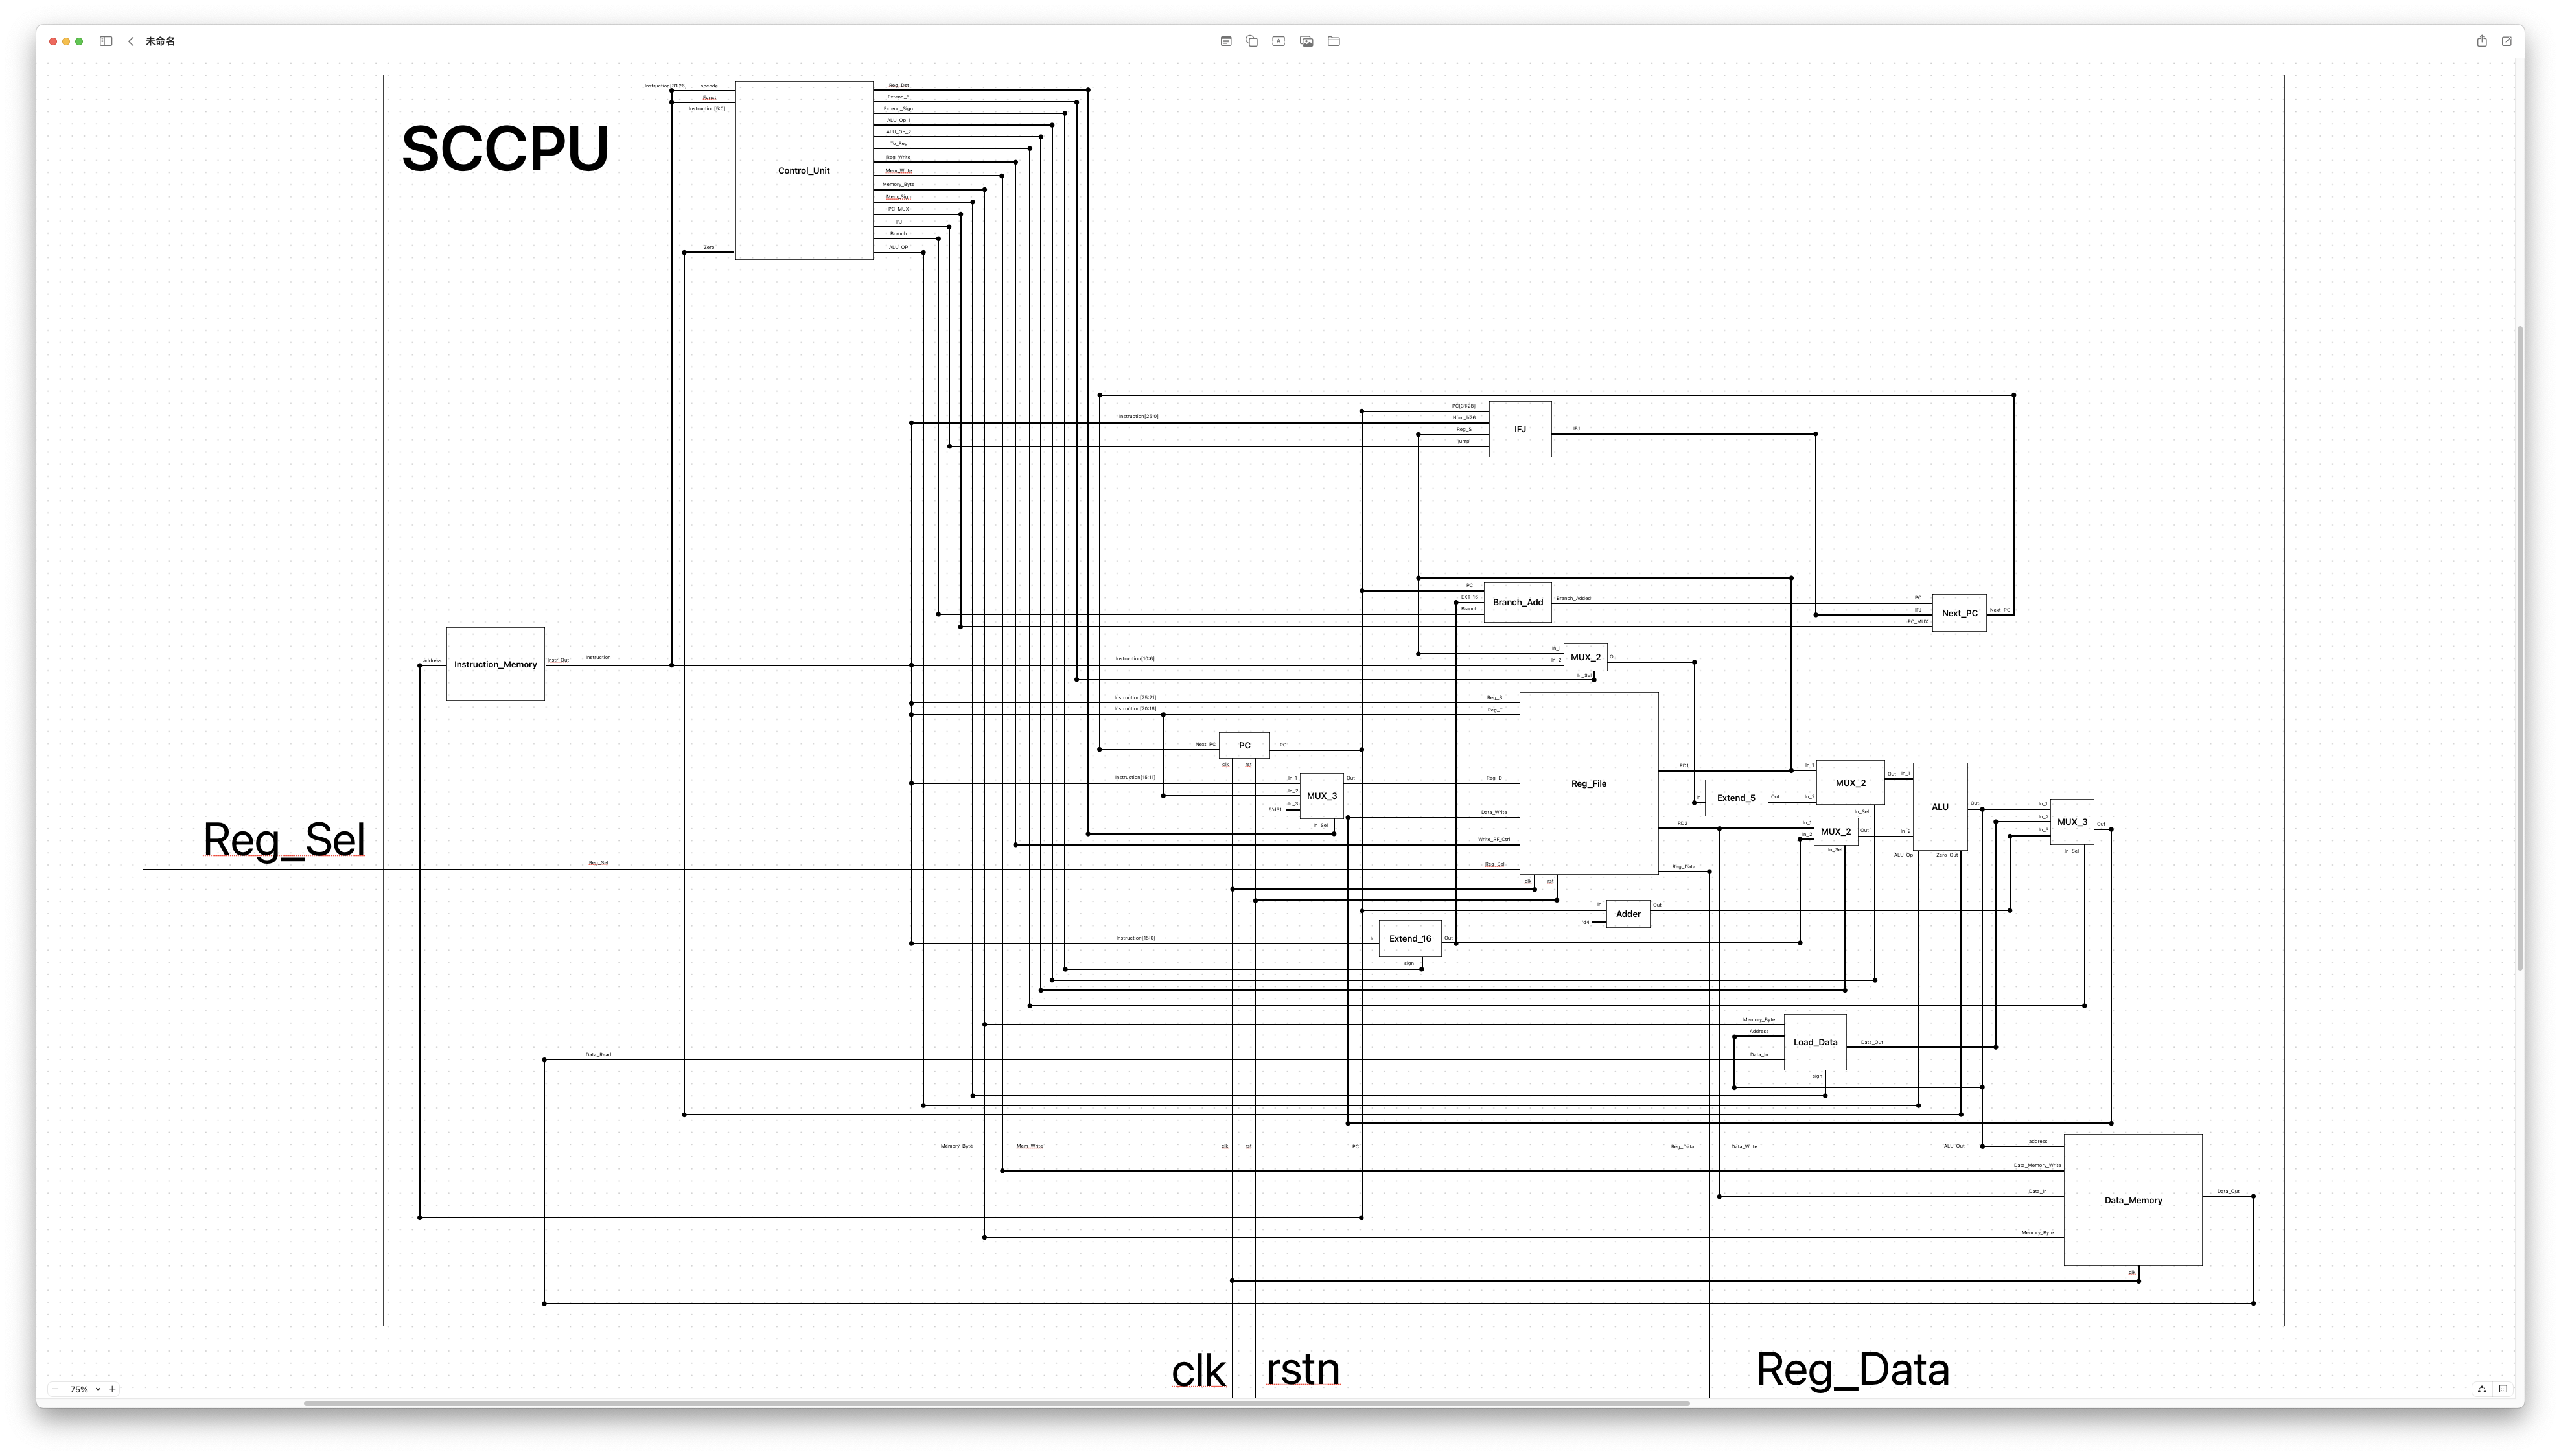 未命名
SCCPU
Instruction[31:26]
opcode
Funct
Instruction[5:0]
Zero
Control_Unit
Reg_Dst
Extend_5
Extend_Sign
ALU_Op_1
ALU_Op_2
To_Reg
Reg_Write
Mem_Write
Memory_Byte
Mem_Sign
PC_MUX
IFJ
Branch
ALU_OP
Instruction[25:0]
PC[31:28]
Num_b26
Reg_S
jump
IFJ
IFJ
PC
EXT_16
Branch
Branch_Add
Branch_Added
PC
IFJ
PC_MUX
Next_PC
Next_PC
address
Instruction_Memory
Instr_Out
Instruction
Instruction[10:6]
In_1
In_2
MUX_2
Out
In_Sel
Instruction[25:21]
Instruction[20:16]
Reg_S
Reg_T
Next_PC
PC
PC
clk
rst
Instruction[15:11]
In_1
In_2
In_3
5'd31
MUX_3
Out
In_Sel
Reg_D
Data_Write
Write_RF_Ctrl
Reg_Sel
Reg_File
RD1
RD2
Reg_Data
clk
rst
In
Extend_5
Out
In_1
In_2
MUX_2
Out
In_Sel
In_1
In_2
MUX_2
Out
In_Sel
In_1
In_2
ALU
Out
ALU_Op
Zero_Out
In_1
In_2
In_3
MUX_3
Out
In_Sel
Reg_Sel
Reg_Sel
In
'd4
Adder
Out
Instruction[15:0]
In
Extend_16
Out
sign
Memory_Byte
Address
Data_In
Load_Data
Data_Out
sign
Data_Read
Memory_Byte
Mem_Write
clk
rst
PC
Reg_Data
Data_Write
ALU_Out
address
Data_Memory_Write
Data_In
Memory_Byte
Data_Memory
Data_Out
clk
clk
rstn
Reg_Data
75%